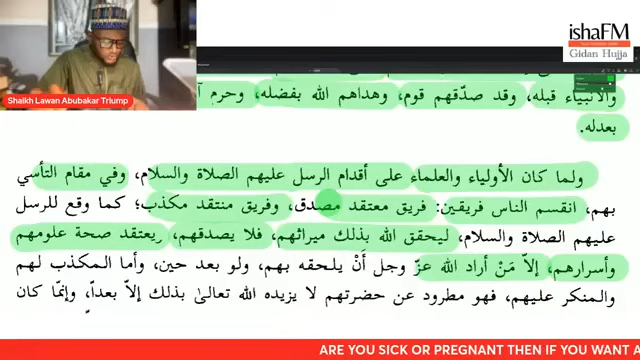 ishaFM
Gidan Hujja
Shaikh Lawan Abubakar Triump
والأنبياء قبله، وقد صدّقهم قوم، وهداهم الله بفضله، وحرم
بعدله.
ولما كان الأولياء والعلماء على أقدام الرسل عليهم الصلاة والسلام، وفي مقام التأسي
بهم، انقسم الناس فريقين: فريق معتقد مصدق، وفريق منتقد مكذب؛ كما وقع للرسل
عليهم الصلاة والسلام، ليحقق الله بذلك ميراثهم، فلا يصدقهم، ويعتقد صحة علومهم
وأسرارهم، إلاّ مَنْ أراد الله عزّ وجل أنْ يلحقه بهم، ولو بعد حين، وأما المكذب لهم
والمنكر عليهم، فهو مطرود عن حضرتهم لا يزيده الله تعالىٰ بذلك إلاّ بعداً، وإنّما كان
ARE YOU SICK OR PREGNANT THEN IF YOU WANT A